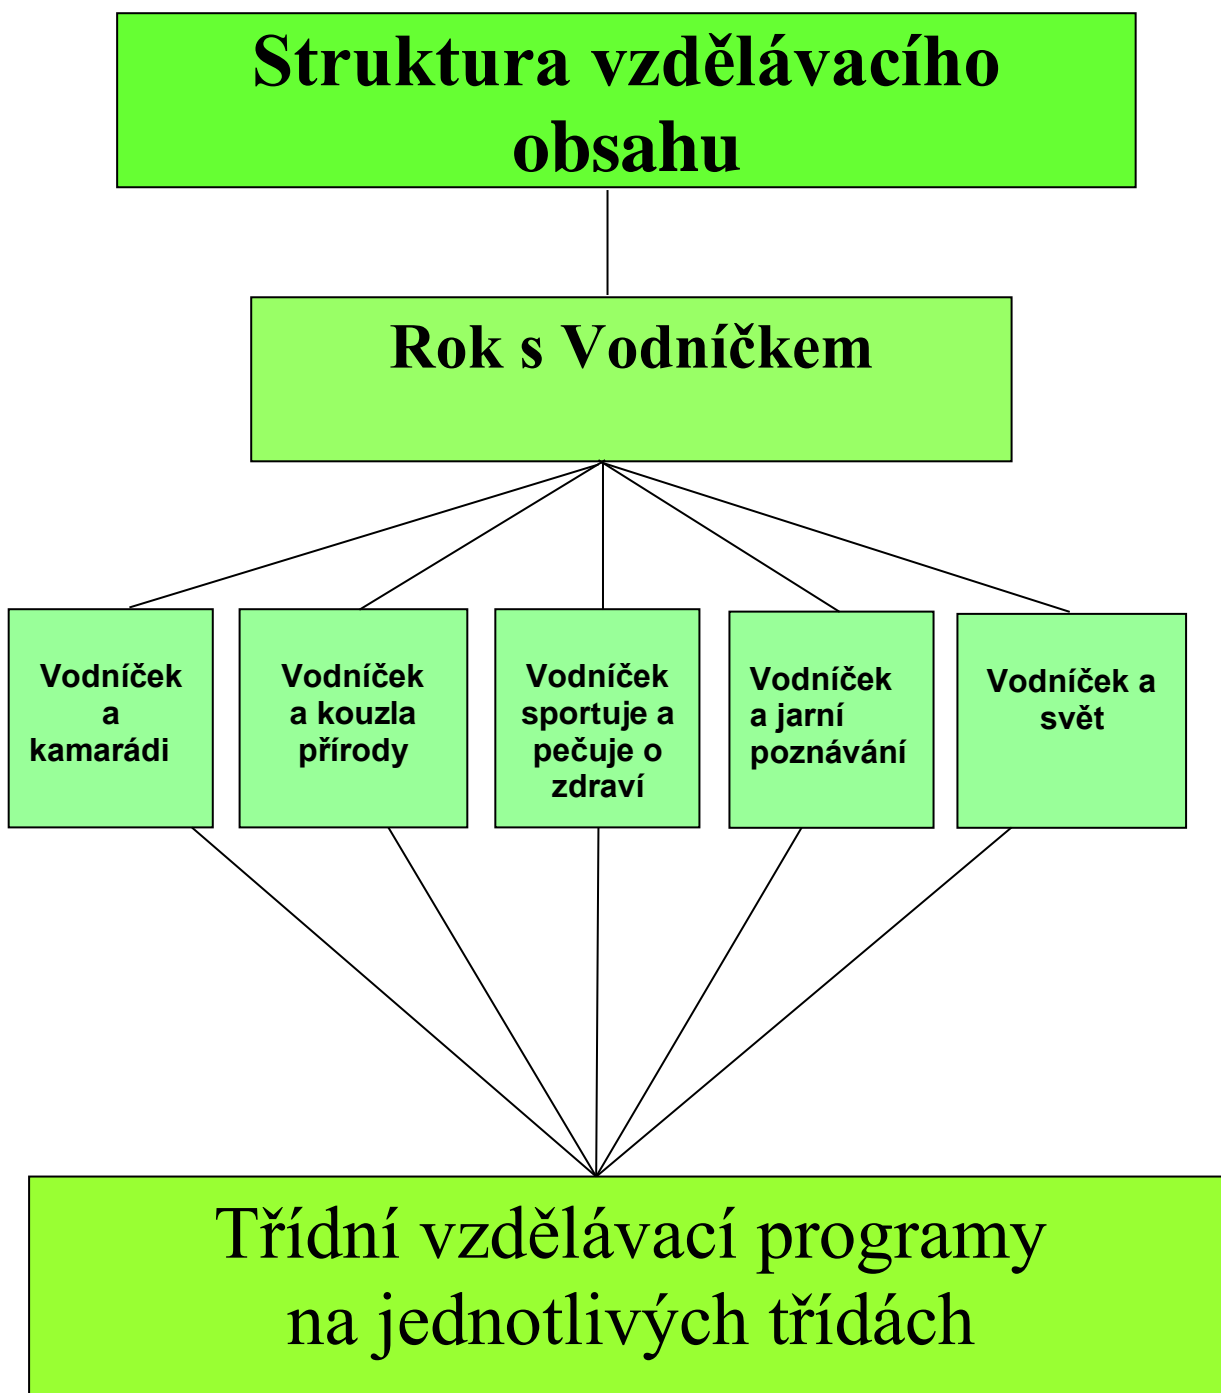 Struktura vzdělávacího
obsahu
Rok s Vodníčkem
Vodníček
a
kamarádi
Vodníček
a kouzla
přírody
Vodníček
sportuje a
pečuje o
zdraví
Vodníček
a jarní
poznávání
Vodníček a
svět
Třídní vzdělávací programy
na jednotlivých třídách